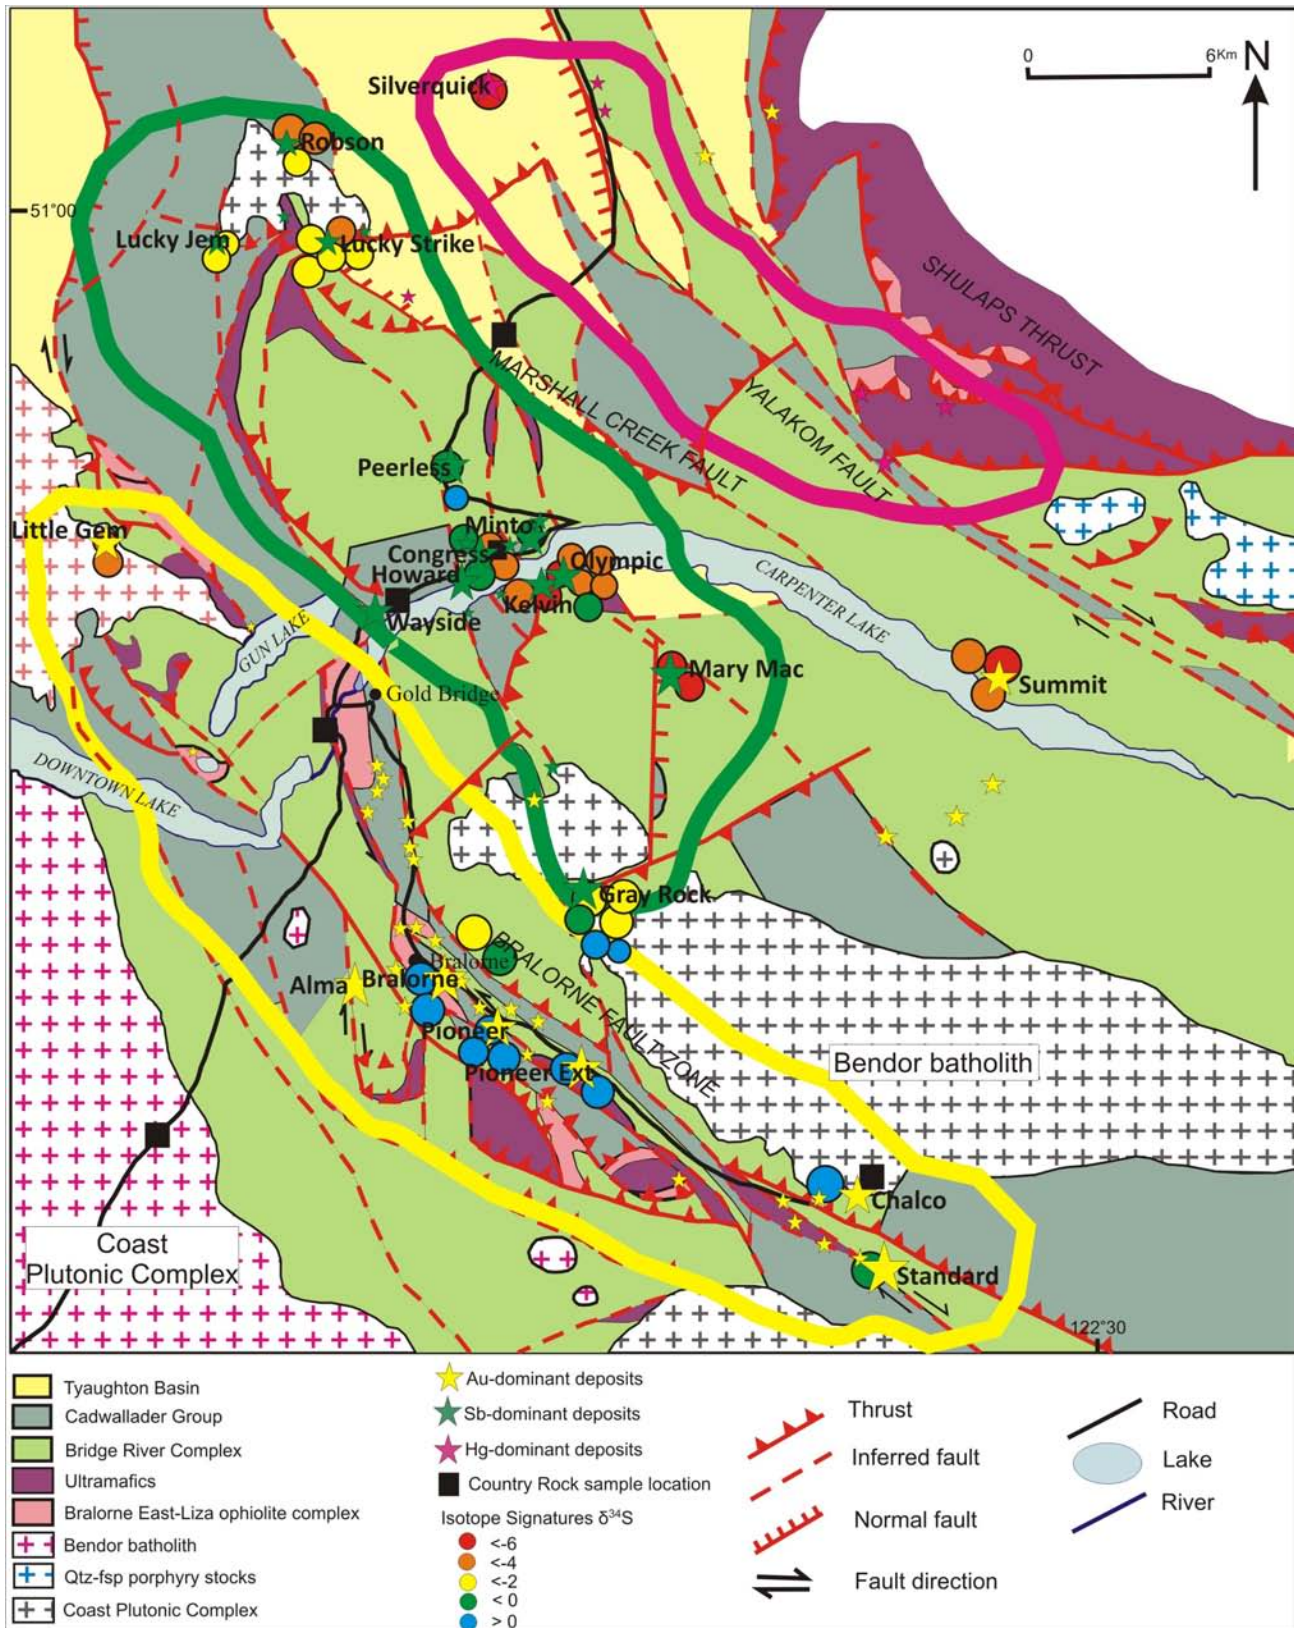 0 6Km N
Silverquick
Robson
51°00
Lucky Jem
Lucky Strike
SHULAPS THRUST
MARSHALL CREEK FAULT
YALAKOM FAULT
Peerless
Little Gem
Minto
Congress
Olympic
Howard
Kelvin
Wayside
CARPENTER LAKE
GUN LAKE
Mary Mac
Summit
Gold Bridge
DOWNTOWN LAKE
Gray Rock
BRALORNE FAULT ZONE
Bralorne
Alma
Bralorne
Pioneer
Pioneer Ext
Bendor batholith
Chalco
Coast
Plutonic Complex
Standard
122°30
Tyaughton Basin
Cadwallader Group
Bridge River Complex
Ultramafics
Bralorne East-Liza ophiolite complex
Bendor batholith
Qtz-fsp porphyry stocks
Coast Plutonic Complex
Au-dominant deposits
Sb-dominant deposits
Hg-dominant deposits
Country Rock sample location
Isotope Signatures δ³⁴S
<-6
<-4
<-2
< 0
> 0
Thrust
Inferred fault
Normal fault
Fault direction
Road
Lake
River